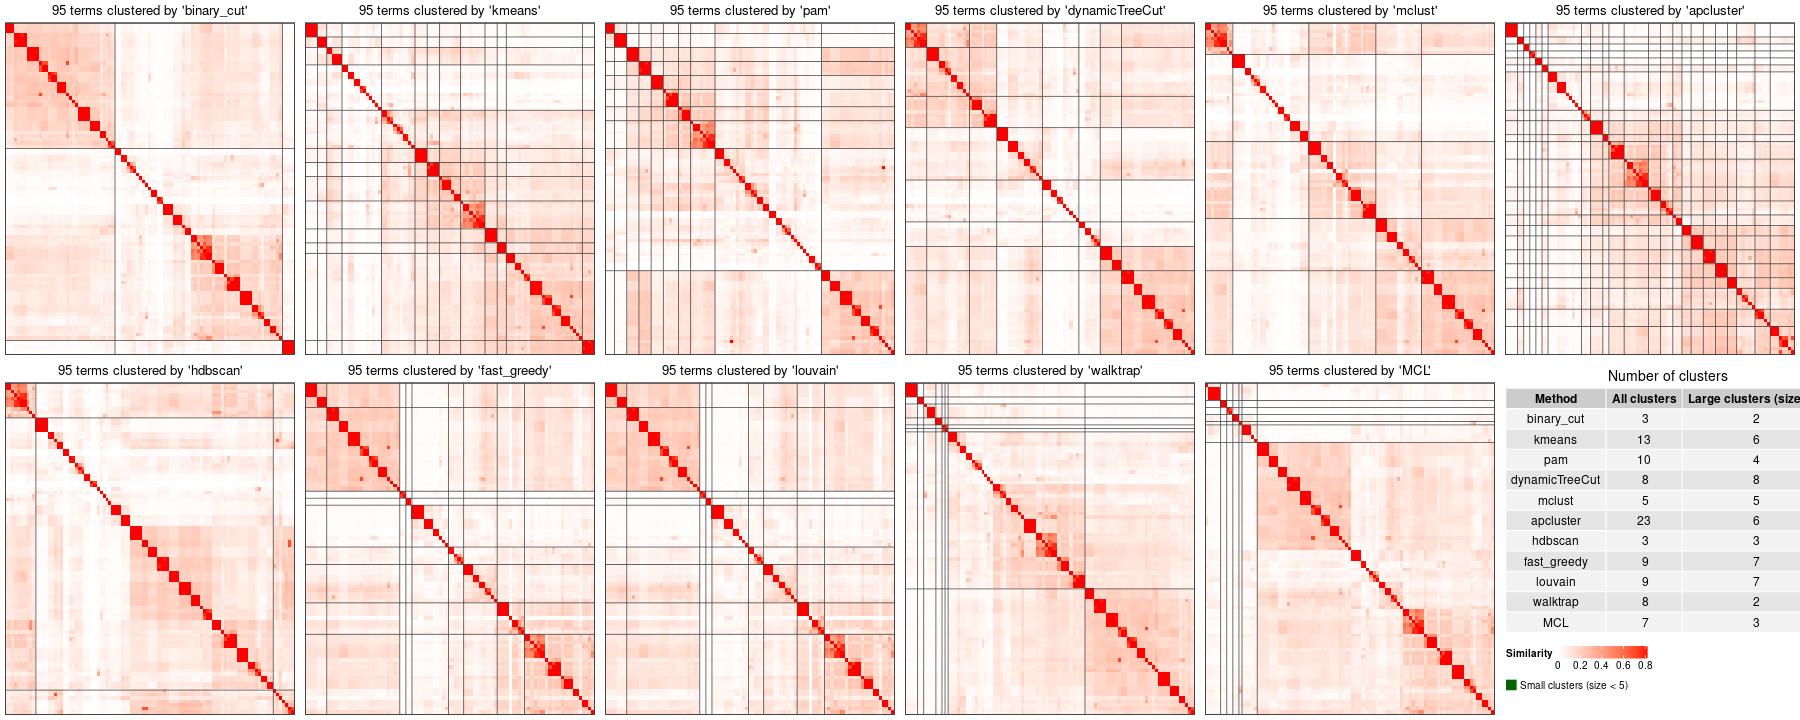 95 terms clustered by 'binary_cut'
95 terms clustered by 'kmeans'
95 terms clustered by 'pam'
95 terms clustered by 'dynamicTreeCut'
95 terms clustered by 'mclust'
95 terms clustered by 'apcluster'
95 terms clustered by 'hdbscan'
95 terms clustered by 'fast_greedy'
95 terms clustered by 'louvain'
95 terms clustered by 'walktrap'
95 terms clustered by 'MCL'
Number of clusters
Method All clusters Large clusters (size
binary_cut 3 2
kmeans 13 6
pam 10 4
dynamicTreeCut 8 8
mclust 5 5
apcluster 23 6
hdbscan 3 3
fast_greedy 9 7
louvain 9 7
walktrap 8 2
MCL 7 3
Similarity
0 0.2 0.4 0.6 0.8
Small clusters (size < 5)